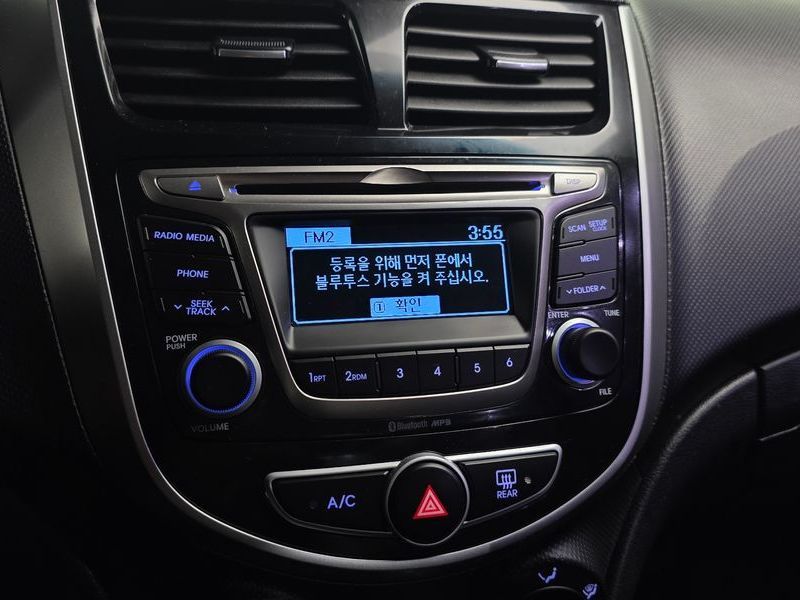 DISP
RADIO MEDIA
FM2
3:55
SCAN SETUP
CLOCK
PHONE
등록을 위해 먼저 폰에서
블루투스 기능을 켜 주십시오.
MENU
SEEK
TRACK
1 확인
FOLDER
POWER
PUSH
ENTER
TUNE
1RPT
2RDM
3
4
5
6
FILE
VOLUME
Bluetooth MP3
A/C
REAR